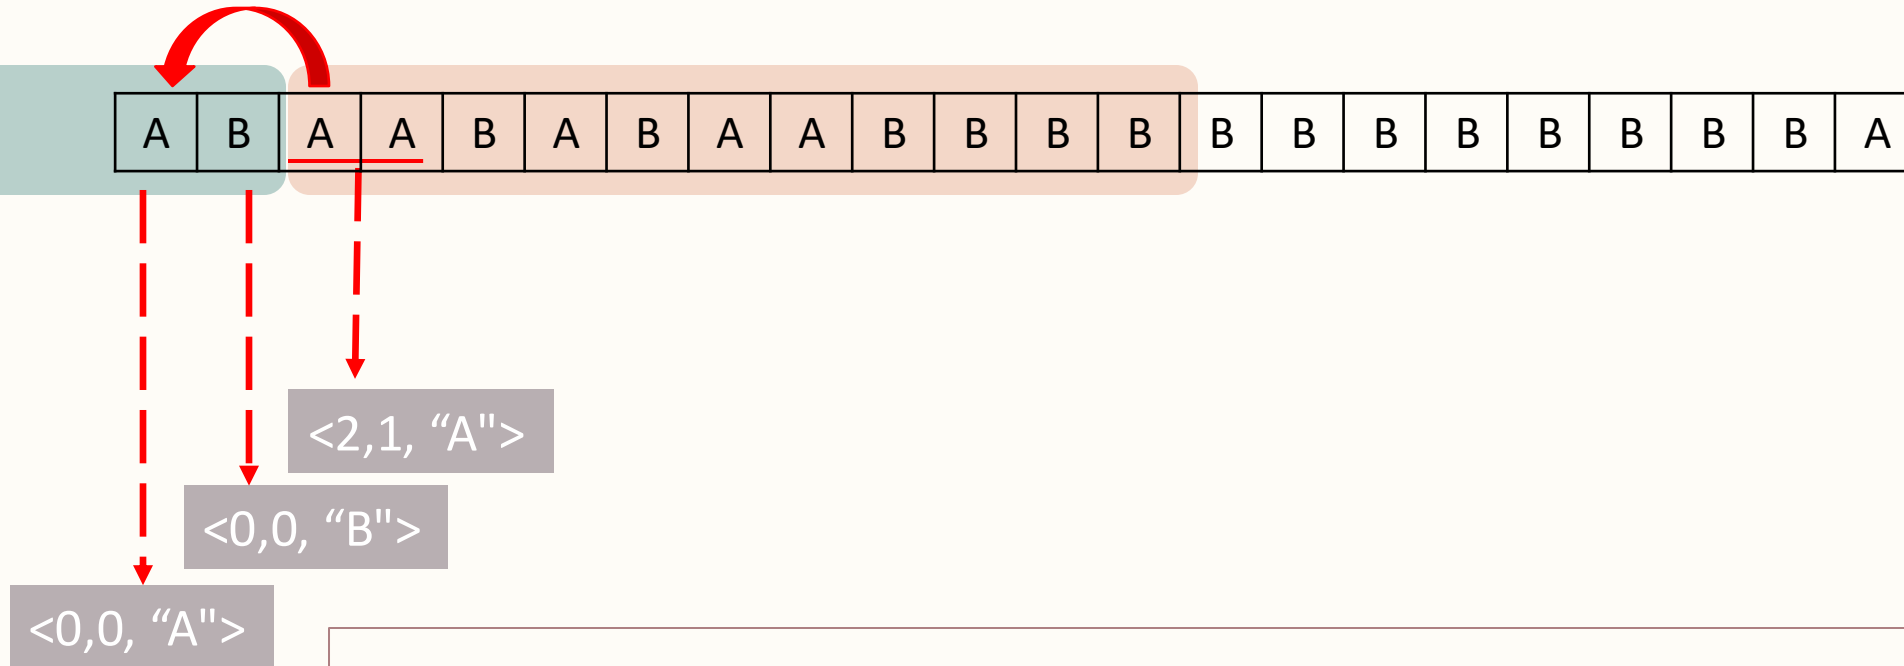 A B A A B A B A A B B B B B B B B B B B B A
<2,1, “A">
<0,0, “B">
<0,0, “A">